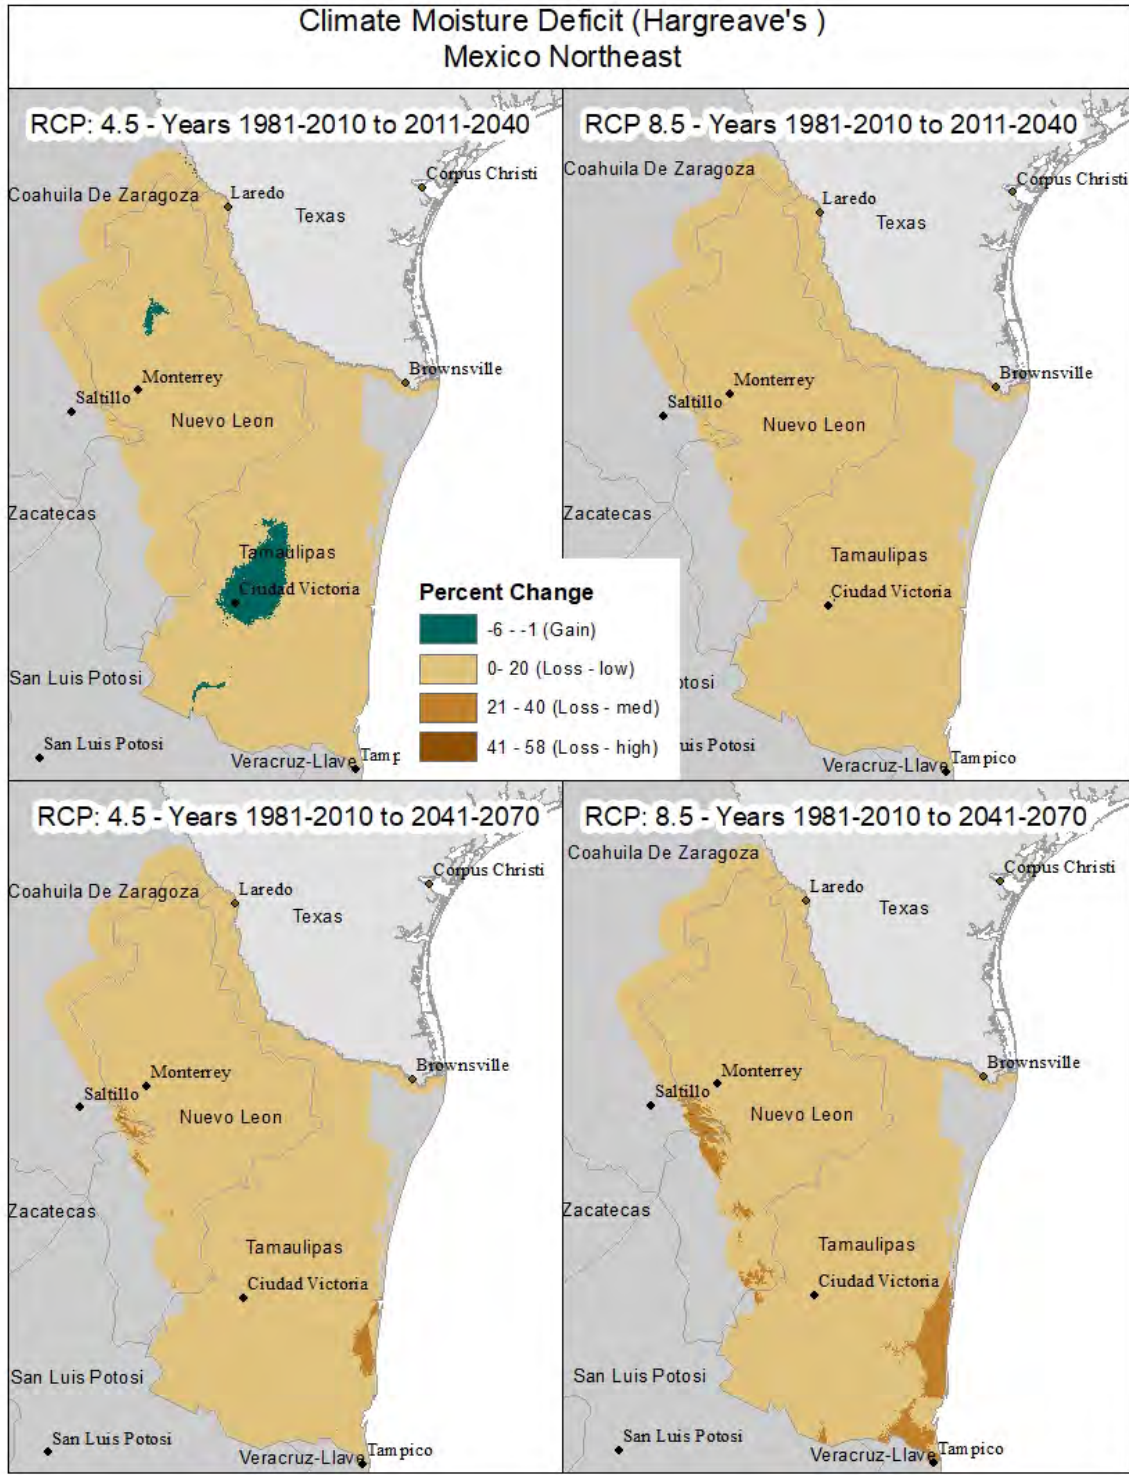 Climate Moisture Deficit (Hargreave's )
Mexico Northeast
RCP: 4.5 - Years 1981-2010 to 2011-2040
Corpus Christi
Coahuila De Zaragoza
Laredo
Texas
Brownsville
Monterrey
Saltillo
Nuevo Leon
Zacatecas
Tamaulipas
Ciudad Victoria
San Luis Potosi
San Luis Potosi
Veracruz-Llave
Tamp
RCP 8.5 - Years 1981-2010 to 2011-2040
Coahuila De Zaragoza
Corpus Christi
Laredo
Texas
Brownsville
Monterrey
Saltillo
Nuevo Leon
Zacatecas
Tamaulipas
Ciudad Victoria
otosi
uis Potosi
Veracruz-Llave
Tampico
Percent Change
-6 - -1 (Gain)
0- 20 (Loss - low)
21 - 40 (Loss - med)
41 - 58 (Loss - high)
RCP: 4.5 - Years 1981-2010 to 2041-2070
Corpus Christi
Coahuila De Zaragoza
Laredo
Texas
Brownsville
Monterrey
Saltillo
Nuevo Leon
Zacatecas
Tamaulipas
Ciudad Victoria
San Luis Potosi
San Luis Potosi
Veracruz-Llave
Tampico
RCP: 8.5 - Years 1981-2010 to 2041-2070
Coahuila De Zaragoza
Corpus Christi
Laredo
Texas
Brownsville
Monterrey
Saltillo
Nuevo Leon
Zacatecas
Tamaulipas
Ciudad Victoria
San Luis Potosi
San Luis Potosi
Veracruz-Llave
Tampico